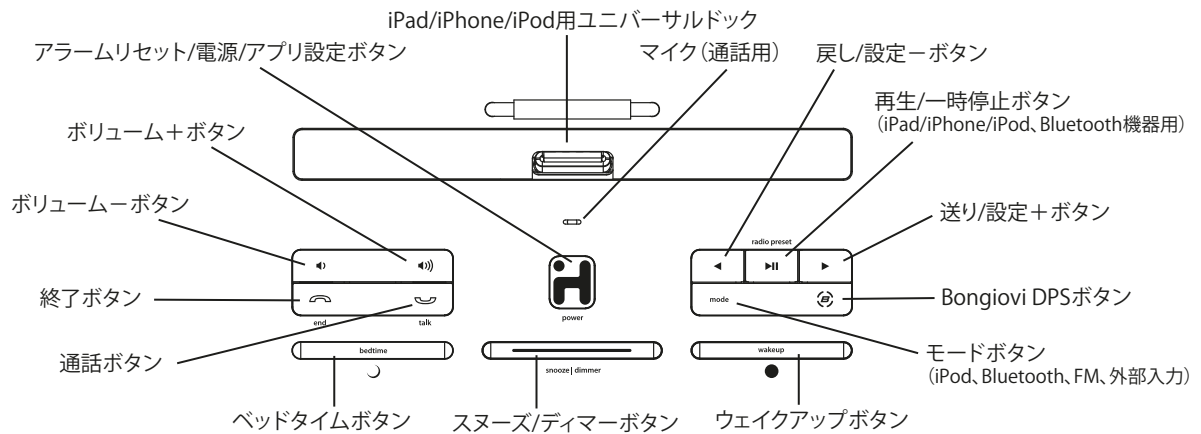 iPad/iPhone/iPod用ユニバーサルドック
アラームリセット/電源/アプリ設定ボタン
マイク（通話用）
戻し/設定－ボタン
再生/一時停止ボタン
（iPad/iPhone/iPod、Bluetooth機器用）
ボリューム＋ボタン
ボリューム－ボタン
送り/設定＋ボタン
radio preset
終了ボタン
mode
Bongiovi DPSボタン
end
talk
power
通話ボタン
bedtime
snooze | dimmer
wakeup
モードボタン
（iPod、Bluetooth、FM、外部入力）
ベッドタイムボタン
スヌーズ/ディマーボタン
ウェイクアップボタン